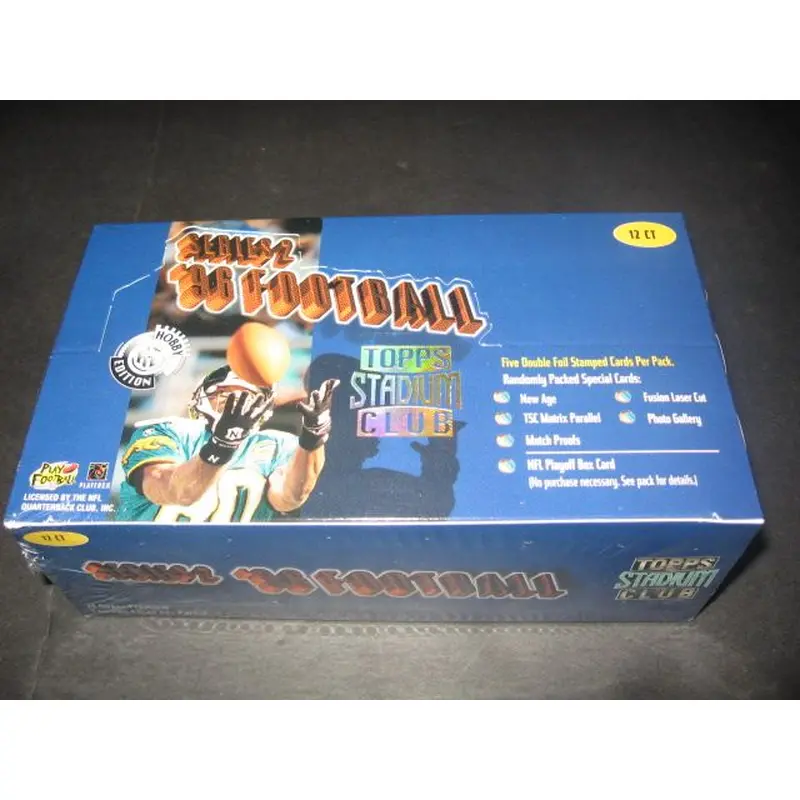 SERIES 2
'96 FOOTBALL
12 CT
HOBBY
EDITION
TOPPS
STADIUM
CLUB
Five Double Foil Stamped Cards Per Pack.
Randomly Packed Special Cards:
New Age
Fusion Laser Cut
TSC Matrix Parallel
Photo Gallery
Match Proofs
NFL Playoff Box Card
(No purchase necessary. See pack for details.)
PLAY
FOOTBALL
PLAYERS
LICENSED BY THE NFL
QUARTERBACK CLUB, INC.
80
12 CT
SERIES 2 '96 FOOTBALL
TOPPS
STADIUM
CLUB